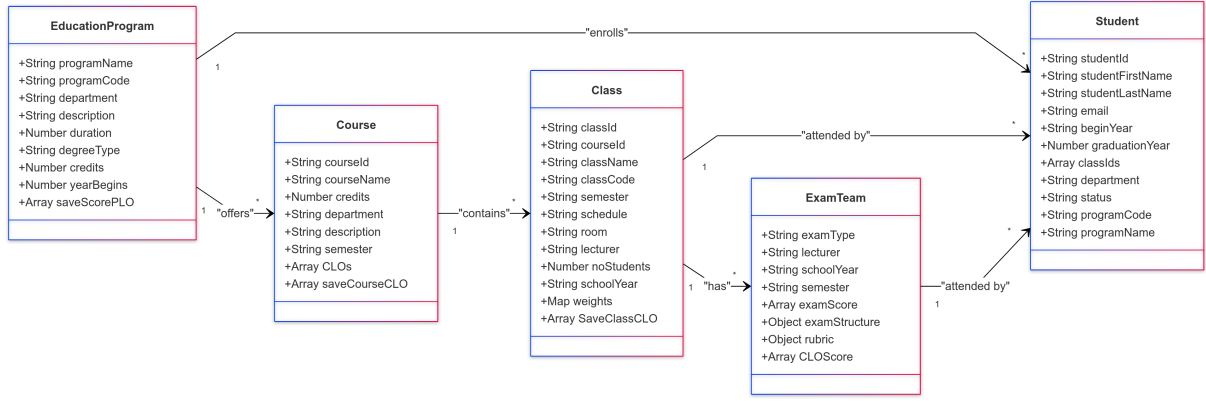 EducationProgram
+String programName
+String programCode
+String department
+String description
+Number duration
+String degreeType
+Number credits
+Number yearBegins
+Array saveScorePLO
1
"enrolls"
*
1
"offers"
*
Course
+String courseId
+String courseName
+Number credits
+String department
+String description
+String semester
+Array CLOs
+Array saveCourseCLO
1
"contains"
*
Class
+String classId
+String courseId
+String className
+String classCode
+String semester
+String schedule
+String room
+String lecturer
+Number noStudents
+String schoolYear
+Map weights
+Array SaveClassCLO
1
"attended by"
*
1
"has"
*
ExamTeam
+String examType
+String lecturer
+String schoolYear
+String semester
+Array examScore
+Object examStructure
+Object rubric
+Array CLOScore
1
"attended by"
*
Student
+String studentId
+String studentFirstName
+String studentLastName
+String email
+String beginYear
+Number graduationYear
+Array classIds
+String department
+String status
+String programCode
+String programName